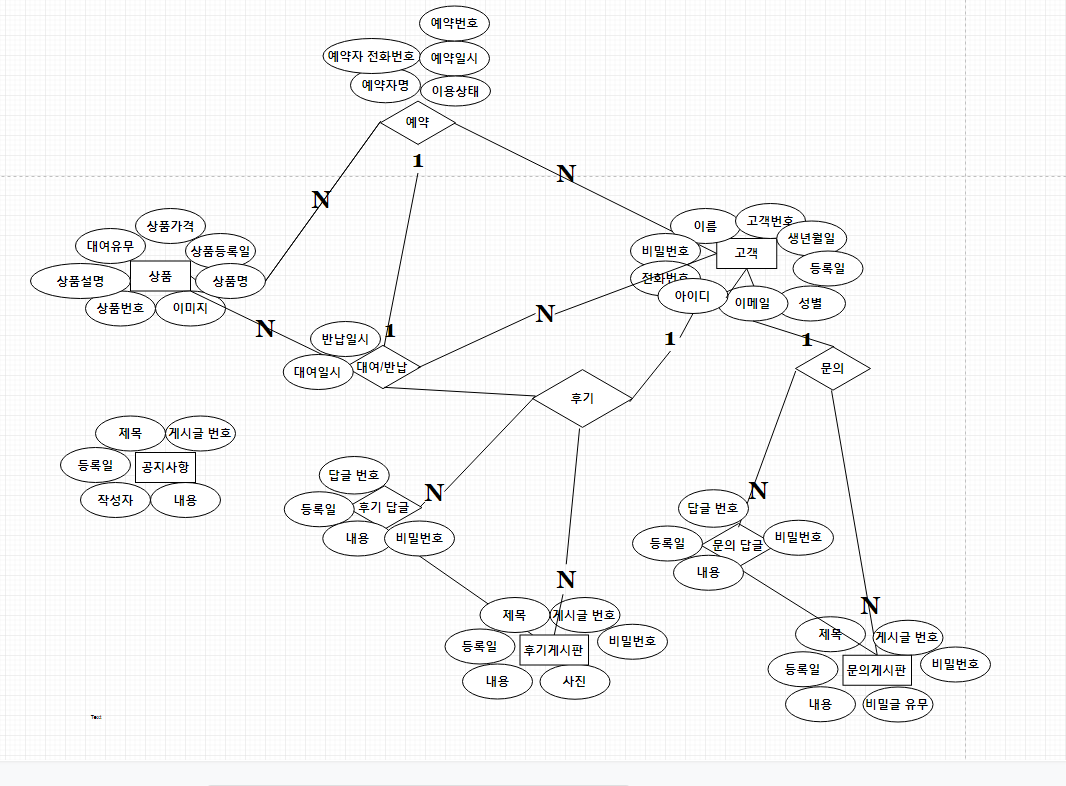 예약번호
예약자 전화번호
예약일시
예약자명
이용상태
예약
1
N
N
상품가격
대여유무
상품등록일
상품설명
상품
상품명
상품번호
이미지
이름
고객번호
비밀번호
고객
생년월일
전화번호
등록일
아이디
이메일
성별
N
N
1
1
1
반납일시
대여일시
대여/반납
후기
문의
제목
게시글 번호
등록일
공지사항
작성자
내용
답글 번호
N
등록일
후기 답글
내용
비밀번호
N
답글 번호
등록일
문의 답글
비밀번호
내용
N
제목
게시글 번호
등록일
후기게시판
비밀번호
내용
사진
N
제목
게시글 번호
등록일
문의게시판
비밀번호
내용
비밀글 유무
Text